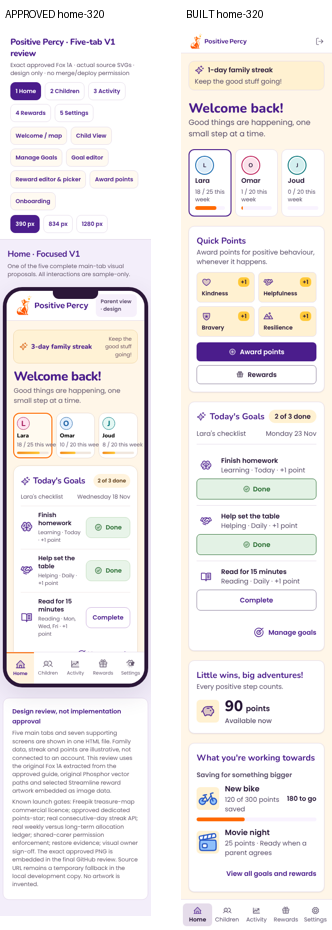 APPROVED home-320
Positive Percy · Five-tab V1
review
Exact approved Fox 1A · actual source SVGs ·
design only · no merge/deploy permission
1 Home
2 Children
3 Activity
4 Rewards
5 Settings
Welcome / map
Child View
Manage Goals
Goal editor
Reward editor & picker
Award points
Onboarding
390 px
834 px
1280 px
Home · Focused V1
One of the five complete main-tab visual
proposals. All interactions are sample-only.
Positive Percy
Parent view
· design
3-day family streak
Keep the
good stuff
going!
Welcome back!
Good things are happening, one
small step at a time.
L
Lara
18 / 25 this wee
O
Omar
10 / 20 this wee
J
Joud
6 / 20 this week
Today's Goals
2 of 3 done
Lara's checklist
Wednesday 18 Nov
Finish
homework
Learning · Today
· +1 point
Done
Help set the
table
Helping · Daily ·
+1 point
Done
Read for 15
minutes
Reading · Mon,
Wed, Fri · +1
point
Complete
Home
Children
Activity
Rewards
Settings
Design review, not implementation
approval
Five main tabs and seven supporting
screens are shown in one HTML file. Family
data, streak and points are illustrative, not
connected to an account. This review uses
the original Fox 1A extracted from the
approved guide, original Phosphor vector
paths and selected Streamline reward
artwork embedded as image data.
Known launch gates: Freepik treasure-map
commercial licence; approved dedicated
points-star; real consecutive-day streak API;
real weekly versus long-term allocation
ledger; shared-carer permission
enforcement; restore evidence; visual owner
sign-off. The exact approved PNG is
embedded in the final GitHub review. Source
URL remains a temporary fallback in the
local development copy. No artwork is
invented.
BUILT home-320
Positive Percy
1-day family streak
Keep the good stuff going!
Welcome back!
Good things are happening, one
small step at a time.
L
Lara
18 / 25 this
week
O
Omar
1 / 20 this
week
J
Joud
0 / 20 this
week
Quick Points
Award points for positive behaviour,
whenever it happens.
+1
Kindness
+1
Helpfulness
+1
Bravery
+1
Resilience
Award points
Rewards
Today's Goals
2 of 3 done
Lara's checklist
Monday 23 Nov
Finish homework
Learning · Today · +1 point
Done
Help set the table
Helping · Daily · +1 point
Done
Read for 15 minutes
Reading · Daily · +1 point
Complete
Manage goals
Little wins, big adventures!
Every positive step counts.
90 points
Available now
What you're working towards
Saving for something bigger
New bike
120 of 300 points
saved
180 to go
Movie night
25 points · Ready when a
parent agrees
View all goals and rewards
Home
Children
Activity
Rewards
Settings